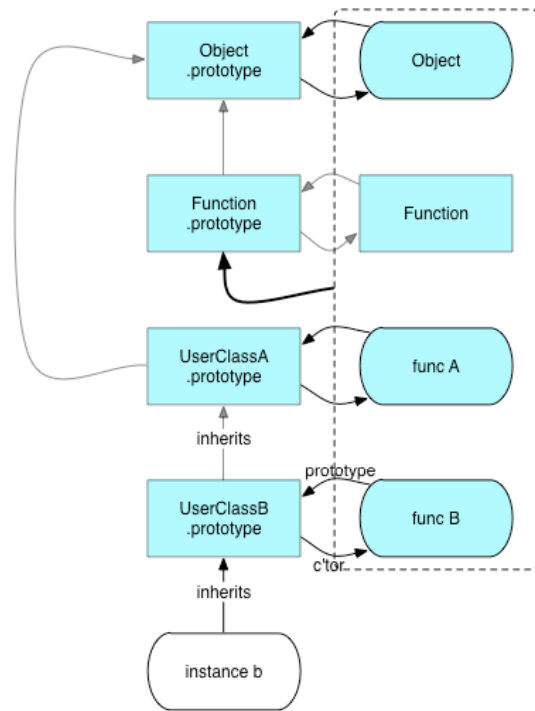 Object
.prototype
Object
Function
.prototype
Function
UserClassA
.prototype
func A
inherits
prototype
UserClassB
.prototype
func B
c'tor
inherits
instance b